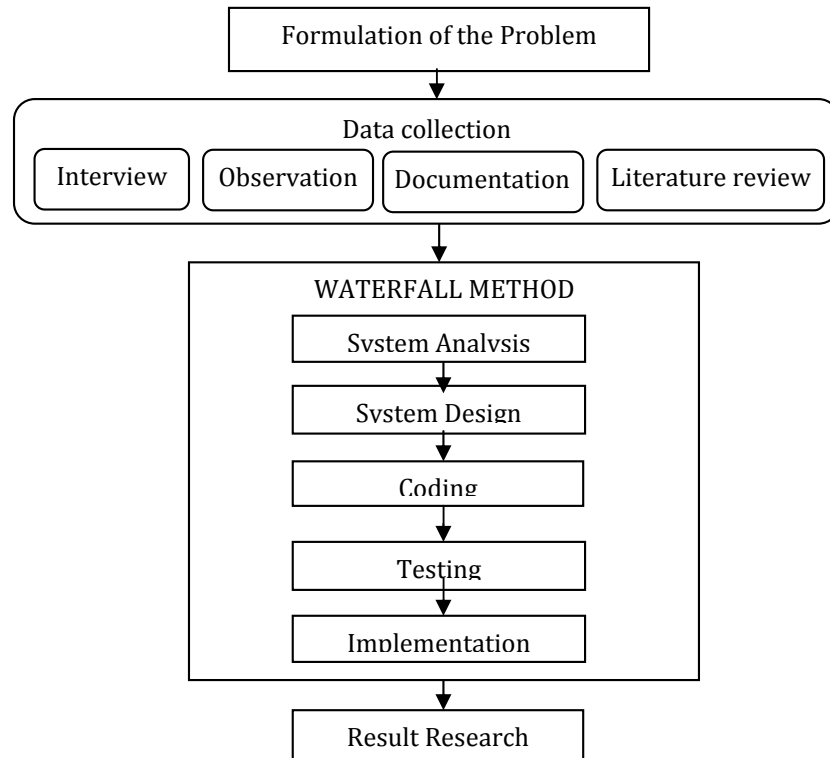 Formulation of the Problem
Data collection
Interview
Observation
Documentation
Literature review
WATERFALL METHOD
System Analysis
System Design
Coding
Testing
Implementation
Result Research